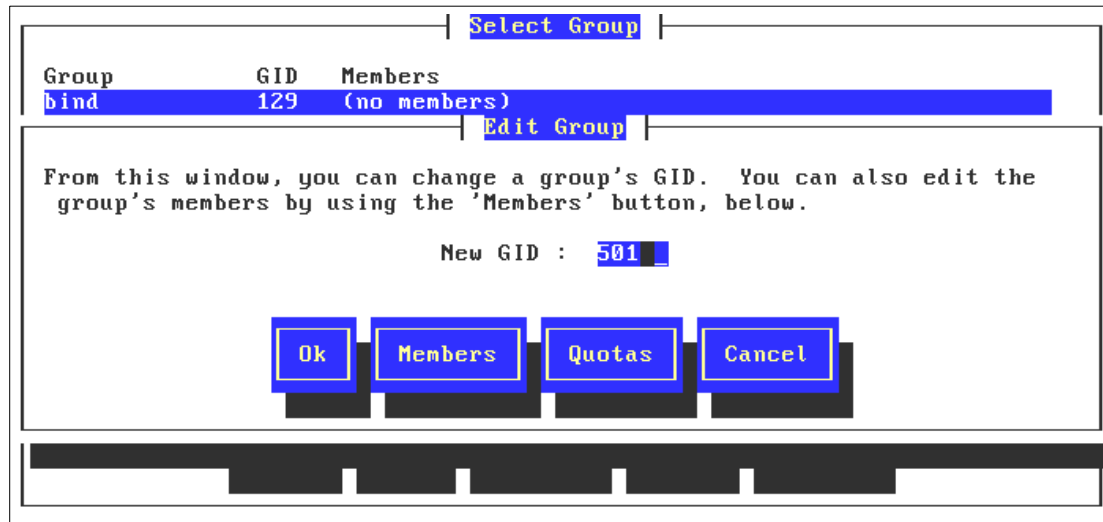 Select Group
Group GID Members
bind 129 (no members)
Edit Group
From this window, you can change a group's GID. You can also edit the
group's members by using the 'Members' button, below.
New GID : 501 _
Ok Members Quotas Cancel